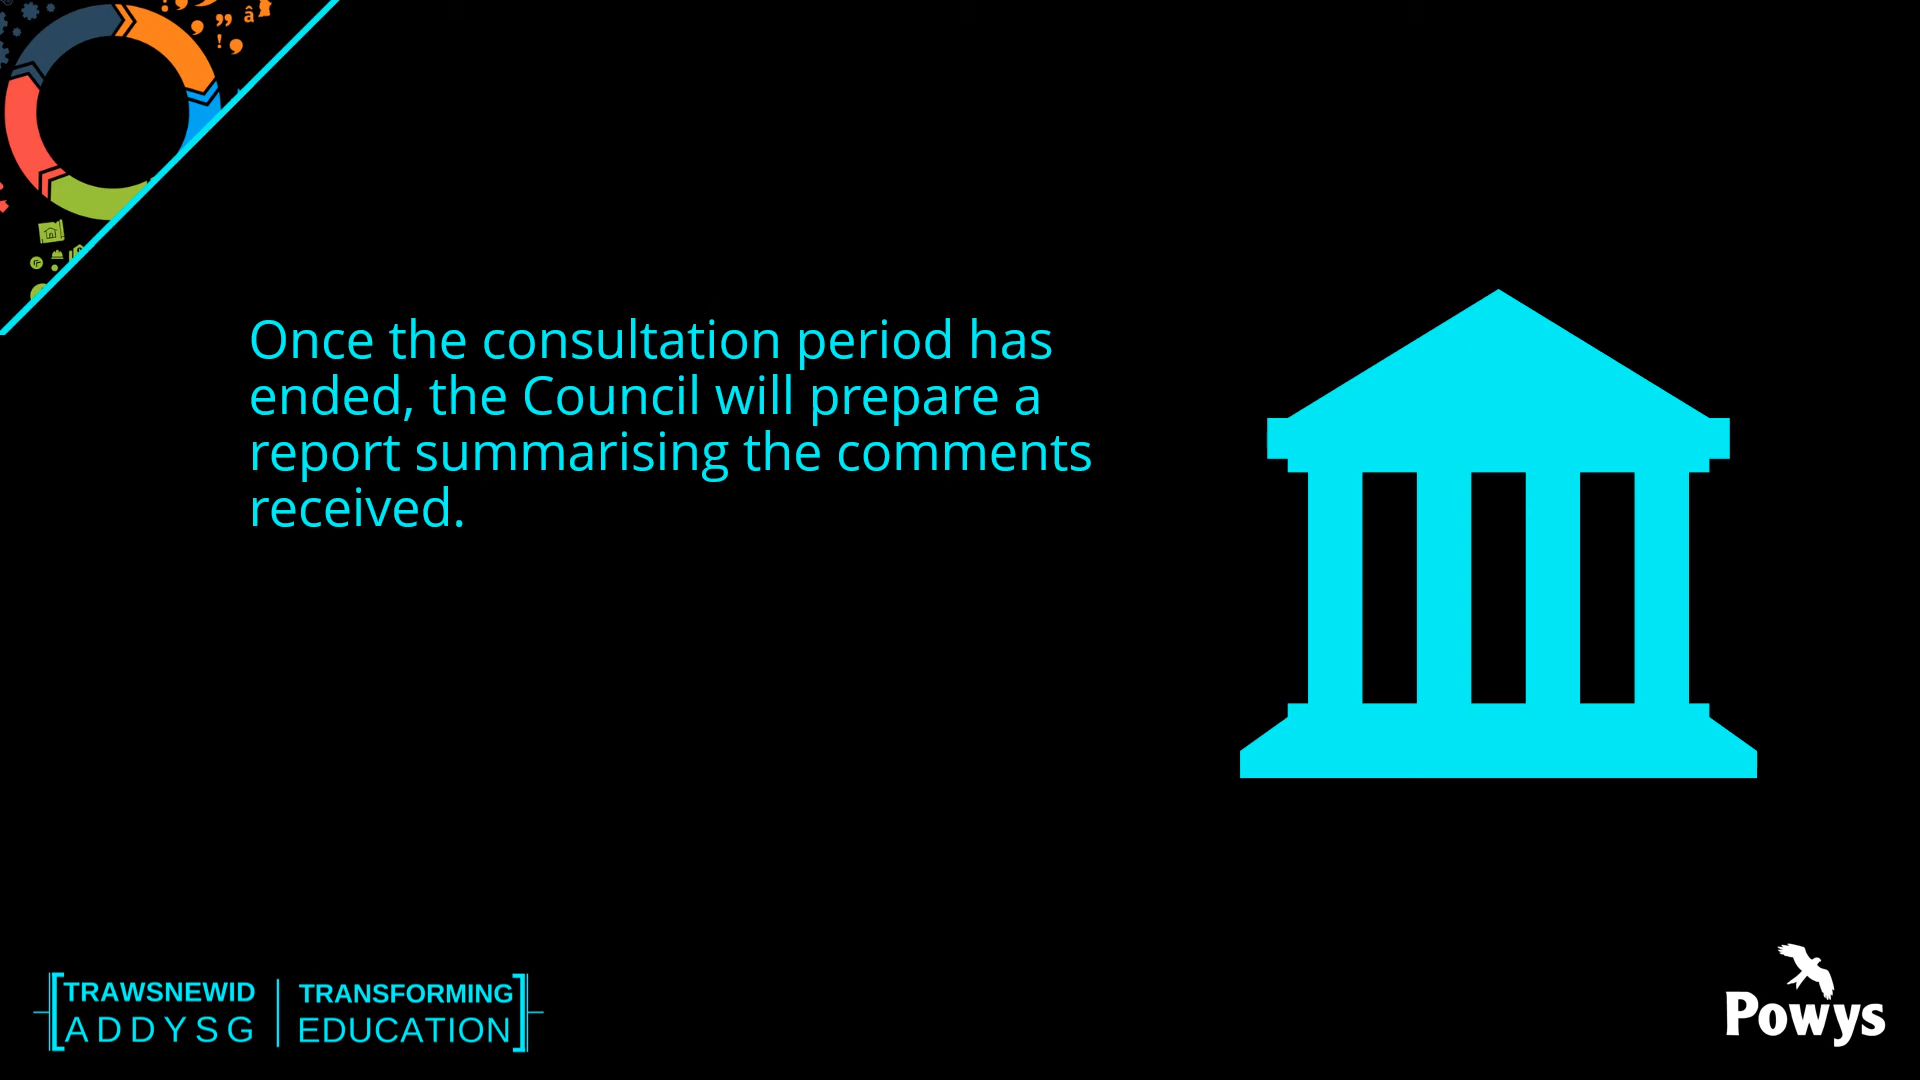 Once the consultation period has
ended, the Council will prepare a
report summarising the comments
received.
TRAWSNEWID
ADDYSG
TRANSFORMING
EDUCATION
Powys